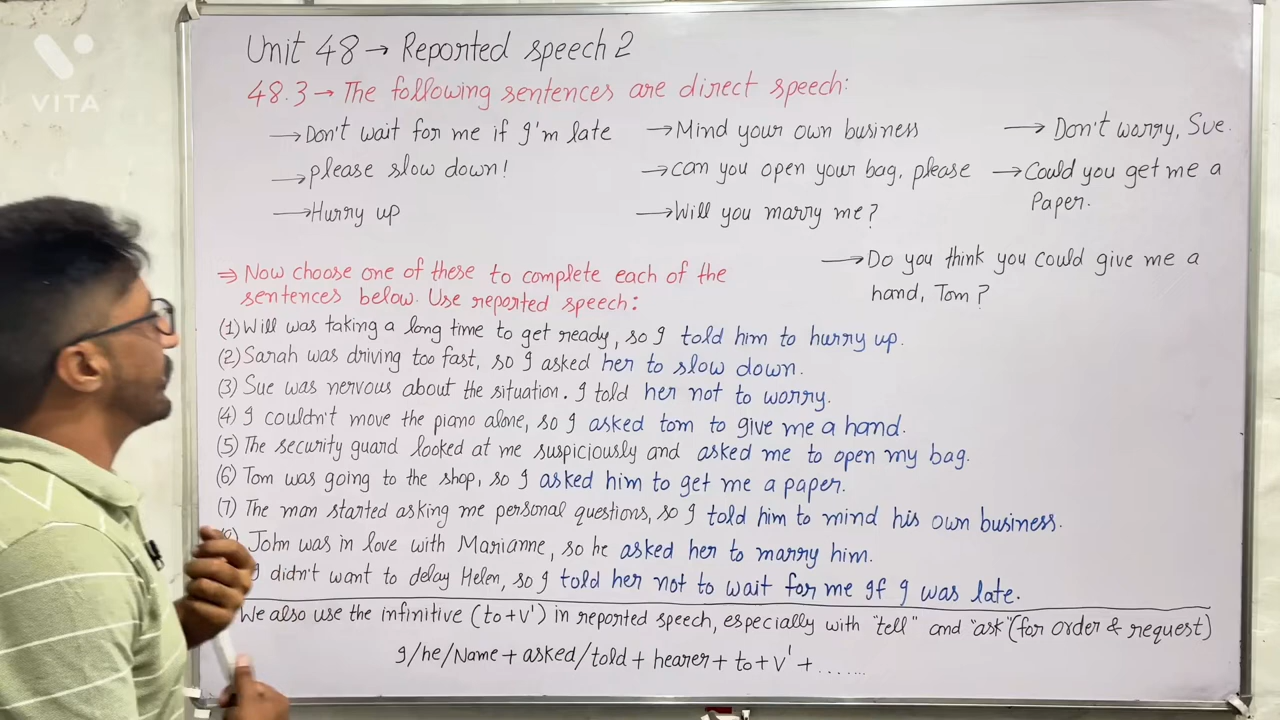 VITA
Unit 48 → Reported speech 2
48.3 → The following sentences are direct speech:
→ Don't wait for me if I'm late
→ Mind your own business
→ Don't worry, Sue.
→ please slow down!
→ can you open your bag, please
→ Could you get me a
Paper.
→ Hurry up
→ Will you marry me?
→ Do you think you could give me a
hand, Tom?
⇒ Now choose one of these to complete each of the
sentences below. Use reported speech:
(1) Will was taking a long time to get ready, so I told him to hurry up.
(2) Sarah was driving too fast, so I asked her to slow down.
(3) Sue was nervous about the situation. I told her not to worry.
(4) I couldn't move the piano alone, so I asked tom to give me a hand.
(5) The security guard looked at me suspiciously and asked me to open my bag.
(6) Tom was going to the shop, so I asked him to get me a paper.
(7) The man started asking me personal questions, so I told him to mind his own business.
John was in love with Marianne, so he asked her to marry him.
I didn't want to delay Helen, so I told her not to wait for me If I was late.
We also use the infinitive (to+v¹) in reported speech, especially with "tell" and "ask" (for order & request)
I/he/Name + asked/told + hearer + to + v¹ + .......